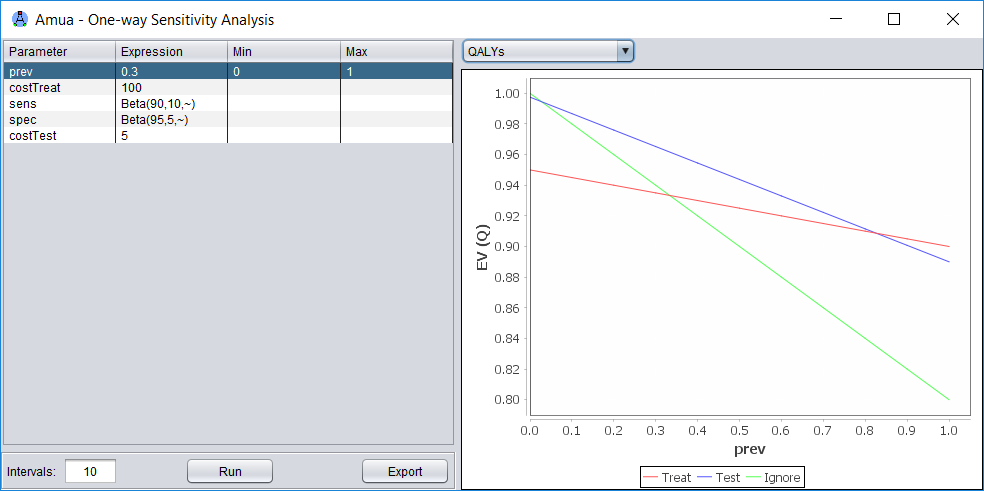 Amua - One-way Sensitivity Analysis
Parameter Expression Min Max
prev 0.3 0 1
costTreat 100
sens Beta(90,10,~)
spec Beta(95,5,~)
costTest 5
Intervals: 10 Run Export
QALYs
EV (Q)
1.00
0.98
0.96
0.94
0.92
0.90
0.88
0.86
0.84
0.82
0.80
0.0 0.1 0.2 0.3 0.4 0.5 0.6 0.7 0.8 0.9 1.0
prev
Treat Test Ignore